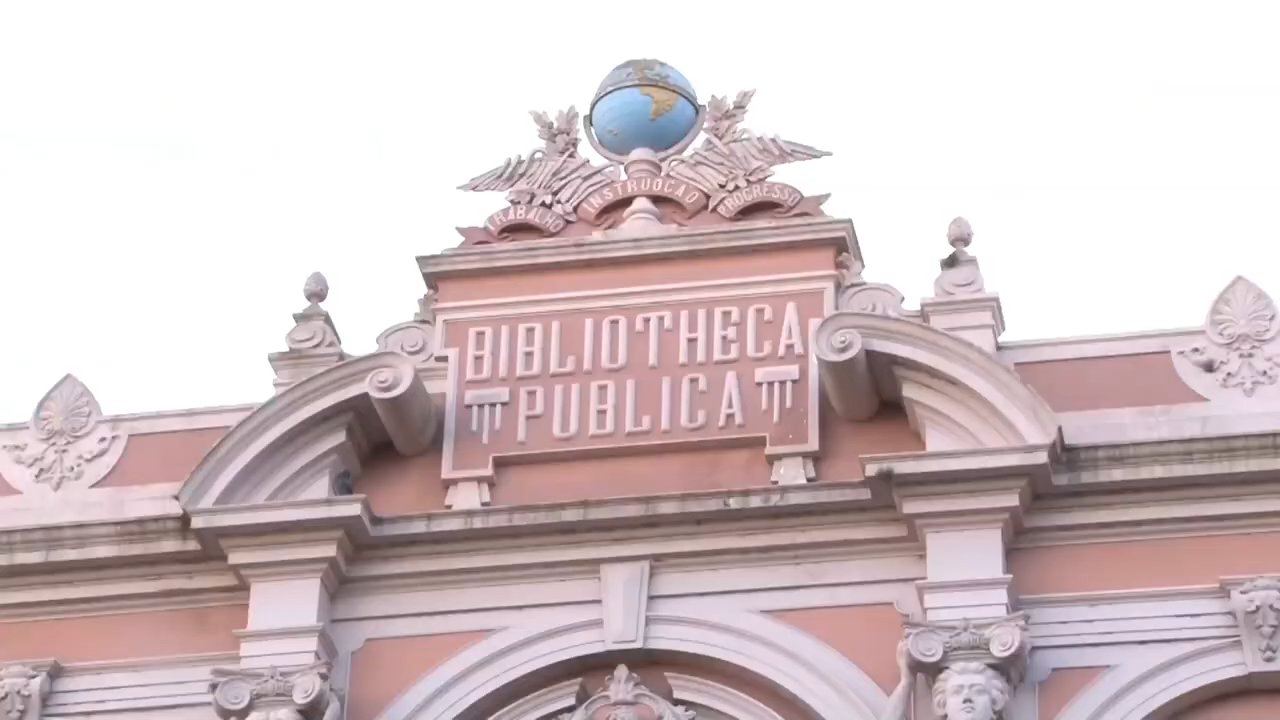 TRABALHO
INSTRUCÇÃO
PROGRESSO
BIBLIOTHECA
PUBLICA